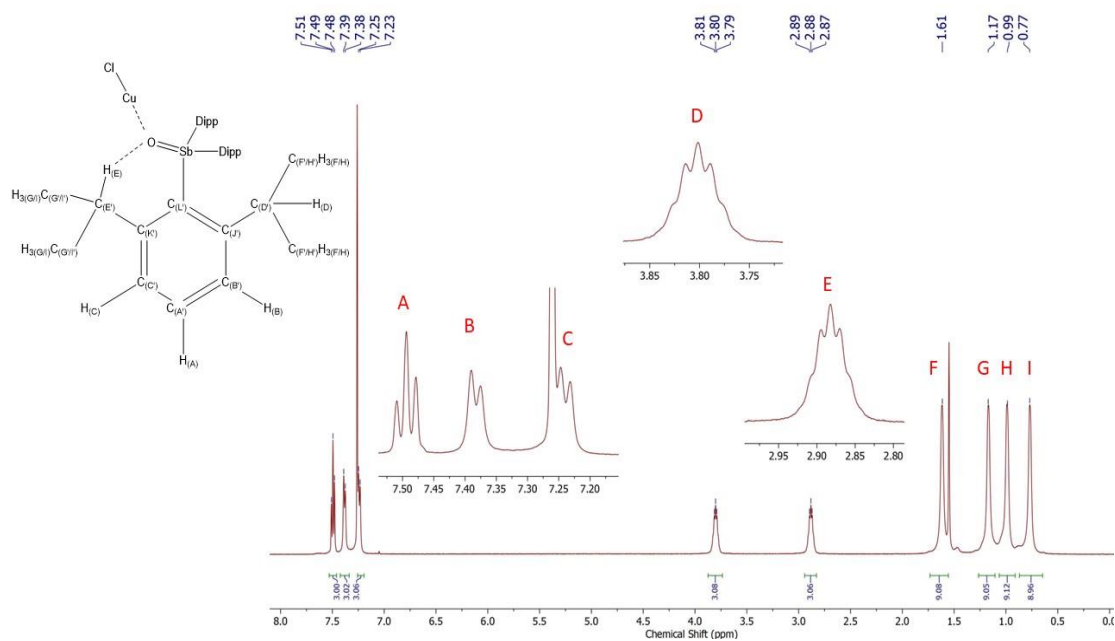 7.51
7.49
7.48
7.39
7.38
7.25
7.23
3.81
3.80
3.79
2.89
2.88
2.87
1.61
1.17
0.99
0.77
Cl
Cu
Dipp
O Sb Dipp
H(E)
C(F'/H')H3(F/H)
H3(G/I)C(G'/I')
C(E') C(L') C(D') H(D)
C(K') C(J')
H3(G/I)C(G'/I') C(F'/H')H3(F/H)
C(C') C(B')
C(A')
H(C) H(B)
H(A)
D
3.85 3.80 3.75
A
B
C
7.50 7.45 7.40 7.35 7.30 7.25 7.20
E
2.95 2.90 2.85 2.80
F G H I
3.00
3.02
3.06
3.08
3.06
9.08
9.05
9.12
8.96
8.0 7.5 7.0 6.5 6.0 5.5 5.0 4.5 4.0 3.5 3.0 2.5 2.0 1.5 1.0 0.5
Chemical Shift (ppm)